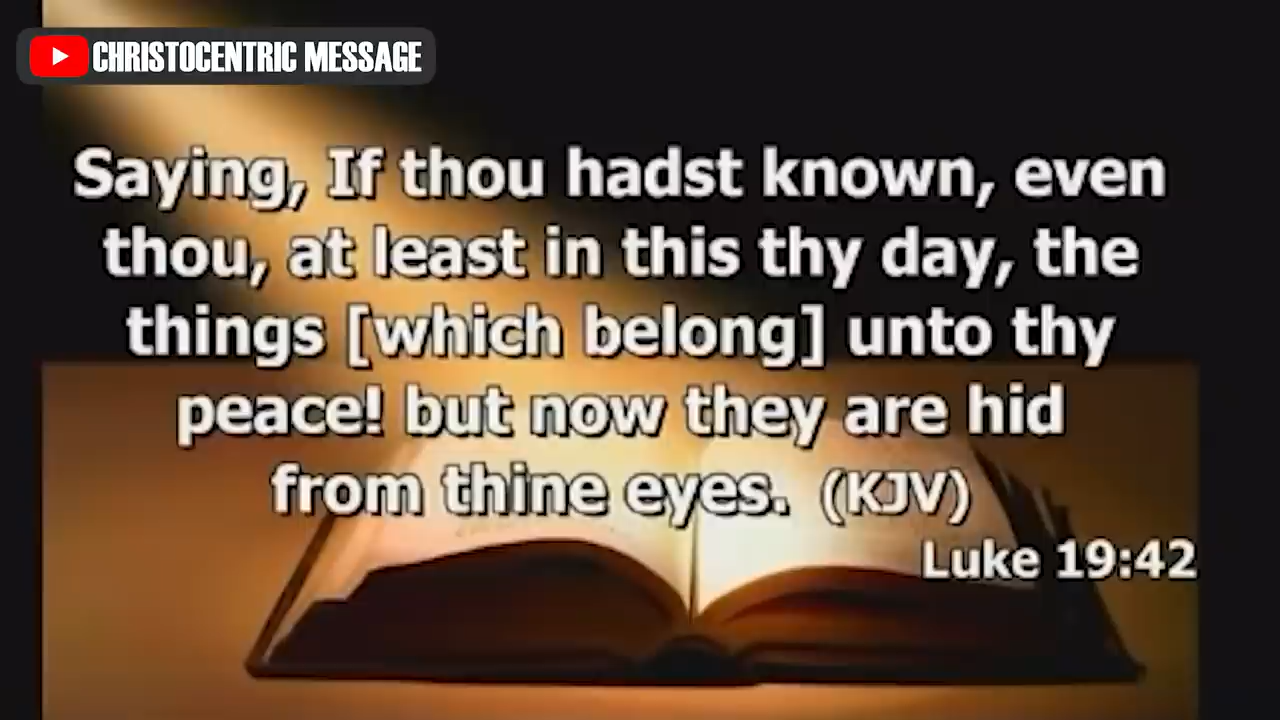 CHRISTOCENTRIC MESSAGE
Saying, If thou hadst known, even
thou, at least in this thy day, the
things [which belong] unto thy
peace! but now they are hid
from thine eyes. (KJV)
Luke 19:42